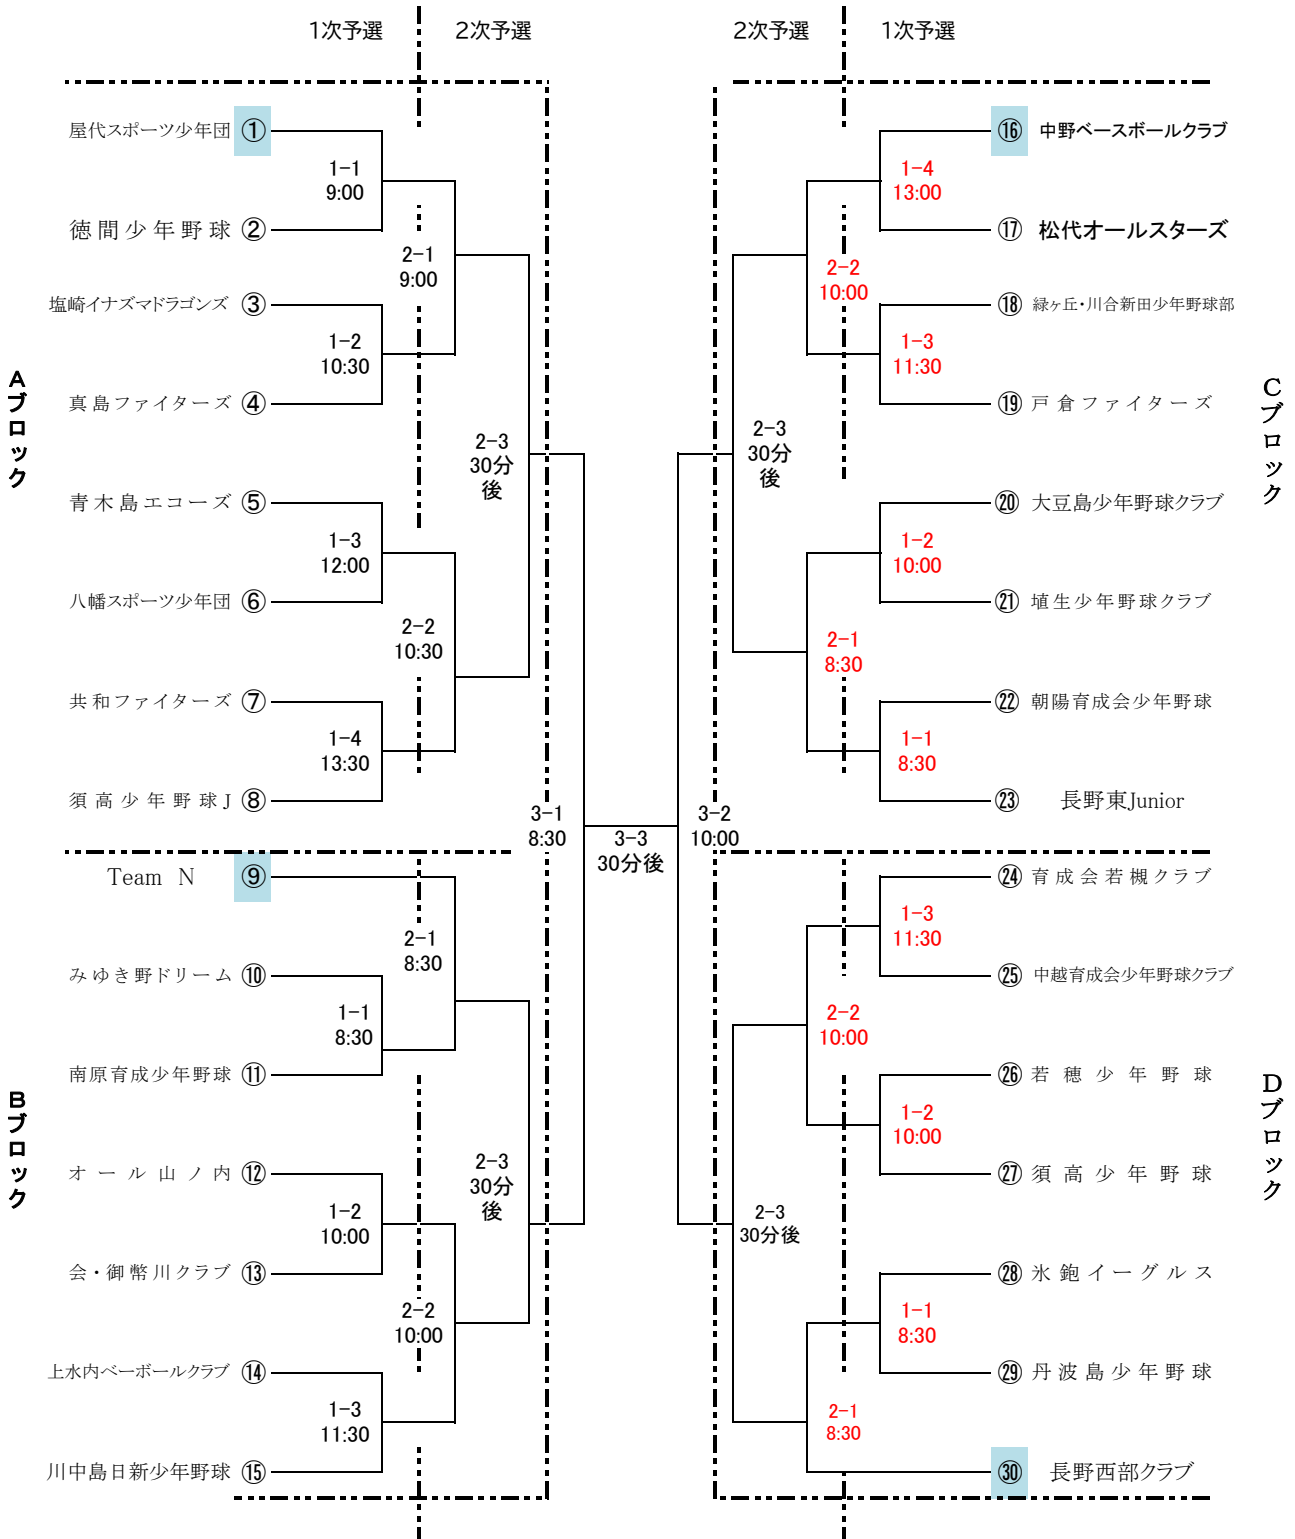 1次予選 2次予選 2次予選 1次予選
Aブロック
屋代スポーツ少年団 ①
1-1
9:00
徳間少年野球 ②
2-1
9:00
塩崎イナズマドラゴンズ ③
1-2
10:30
真島ファイターズ ④
2-3
30分
後
青木島エコーズ ⑤
1-3
12:00
八幡スポーツ少年団 ⑥
2-2
10:30
共和ファイターズ ⑦
1-4
13:30
須高少年野球J ⑧
3-1
8:30
Bブロック
Team N ⑨
2-1
8:30
みゆき野ドリーム ⑩
1-1
8:30
南原育成少年野球 ⑪
オール山ノ内 ⑫
2-3
30分
後
1-2
10:00
会・御幣川クラブ ⑬
2-2
10:00
上水内ベーボールクラブ ⑭
1-3
11:30
川中島日新少年野球 ⑮
3-3
30分後
Cブロック
⑯ 中野ベースボールクラブ
1-4
13:00
⑰ 松代オールスターズ
2-2
10:00
⑱ 緑ヶ丘・川合新田少年野球部
1-3
11:30
⑲ 戸倉ファイターズ
2-3
30分
後
⑳ 大豆島少年野球クラブ
1-2
10:00
㉑ 埴生少年野球クラブ
2-1
8:30
㉒ 朝陽育成会少年野球
1-1
8:30
㉓ 長野東Junior
3-2
10:00
Dブロック
㉔ 育成会若槻クラブ
1-3
11:30
㉕ 中越育成会少年野球クラブ
2-2
10:00
㉖ 若穂少年野球
1-2
10:00
㉗ 須高少年野球
2-3
30分後
㉘ 氷鉋イーグルス
1-1
8:30
㉙ 丹波島少年野球
2-1
8:30
㉚ 長野西部クラブ